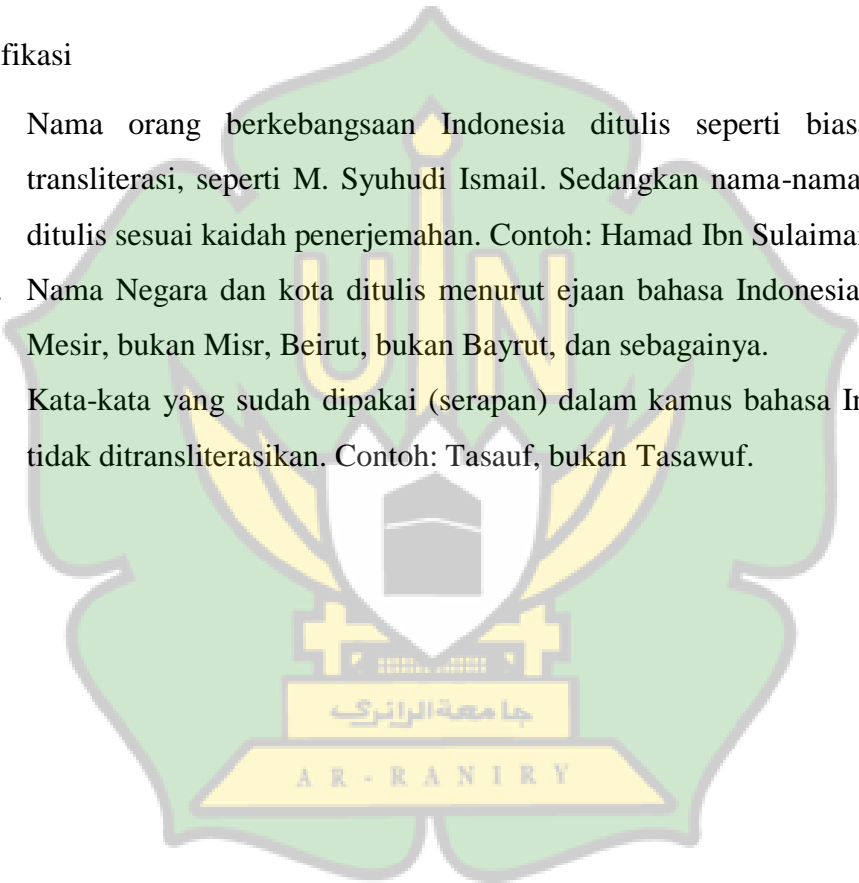 fikasi
Nama orang berkebangsaan Indonesia ditulis seperti bias
transliterasi, seperti M. Syuhudi Ismail. Sedangkan nama-nama
ditulis sesuai kaidah penerjemahan. Contoh: Hamad Ibn Sulaima
. Nama Negara dan kota ditulis menurut ejaan bahasa Indonesia
Mesir, bukan Misr, Beirut, bukan Bayrut, dan sebagainya.
Kata-kata yang sudah dipakai (serapan) dalam kamus bahasa In
tidak ditransliterasikan. Contoh: Tasauf, bukan Tasawuf.
UIN
جامعة الرانري
AR-RANIRY